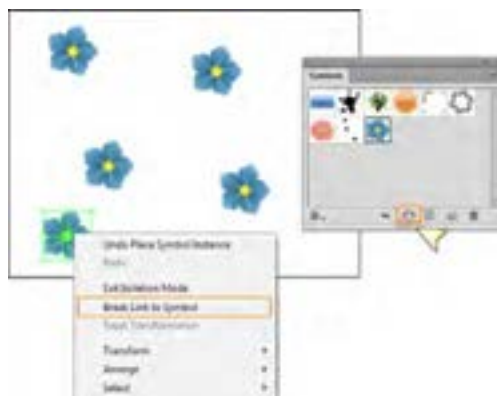 Symbols
Undo Place Symbol Instance
Redo
Exit Isolation Mode
Break Link to Symbol
Reset Transformation
Transform
Arrange
Select